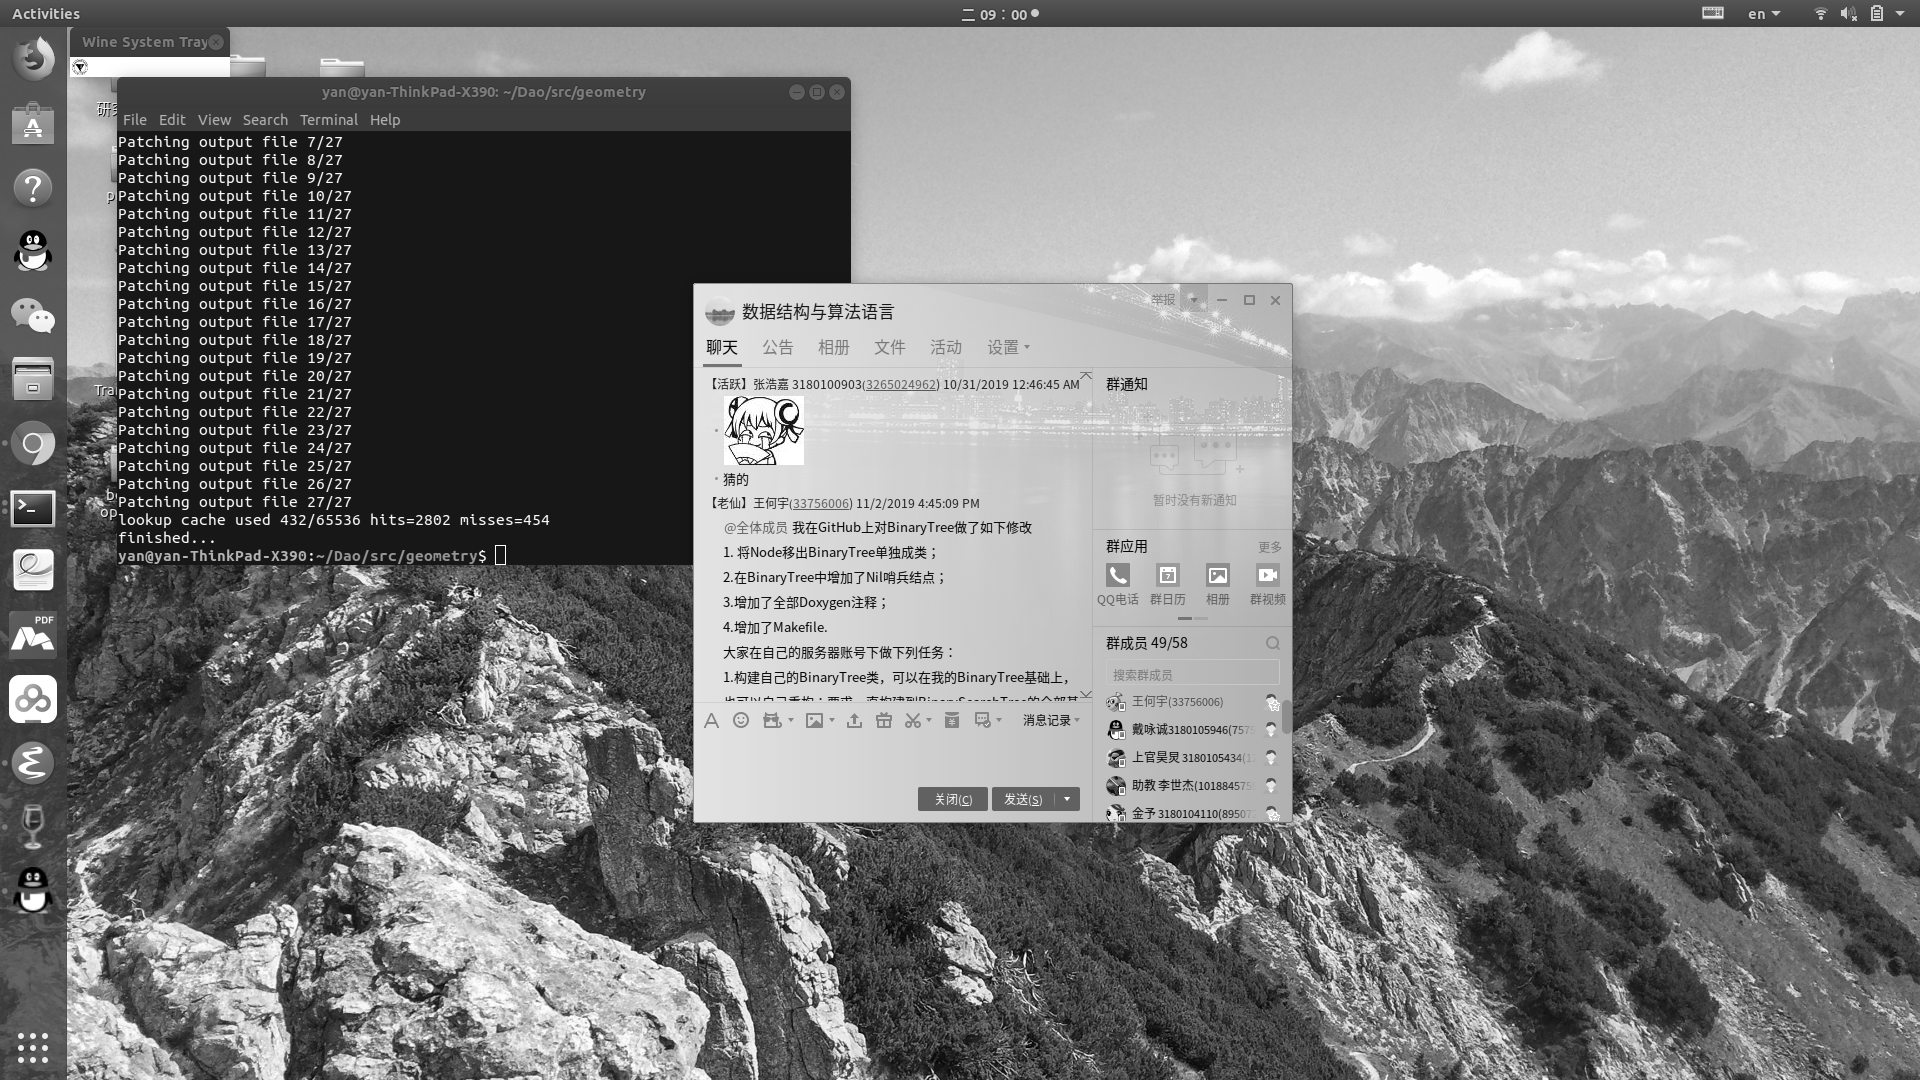 Activities
二 09：00
en
Wine System Tray
yan@yan-ThinkPad-X390: ~/Dao/src/geometry
File Edit View Search Terminal Help
Patching output file 7/27
Patching output file 8/27
Patching output file 9/27
Patching output file 10/27
Patching output file 11/27
Patching output file 12/27
Patching output file 13/27
Patching output file 14/27
Patching output file 15/27
Patching output file 16/27
Patching output file 17/27
Patching output file 18/27
Patching output file 19/27
Patching output file 20/27
Patching output file 21/27
Patching output file 22/27
Patching output file 23/27
Patching output file 24/27
Patching output file 25/27
Patching output file 26/27
Patching output file 27/27
lookup cache used 432/65536 hits=2802 misses=454
finished...
yan@yan-ThinkPad-X390:~/Dao/src/geometry$
PDF
举报
数据结构与算法语言
聊天 公告 相册 文件 活动 设置
【活跃】张浩嘉 3180100903(3265024962) 10/31/2019 12:46:45 AM
猜的
【老仙】王何宇(33756006) 11/2/2019 4:45:09 PM
@全体成员 我在GitHub上对BinaryTree做了如下修改
1. 将Node移出BinaryTree单独成类；
2.在BinaryTree中增加了Nil哨兵结点；
3.增加了全部Doxygen注释；
4.增加了Makefile.
大家在自己的服务器账号下做下列任务：
1.构建自己的BinaryTree类，可以在我的BinaryTree基础上，
消息记录
关闭(C) 发送(S)
群通知
暂时没有新通知
群应用 更多
QQ电话 群日历 相册 群视频
群成员 49/58
搜索群成员
王何宇(33756006)
戴咏诚3180105946(757
上官昊炅 3180105434(1
助教 李世杰(101884575
金予 3180104110(8950